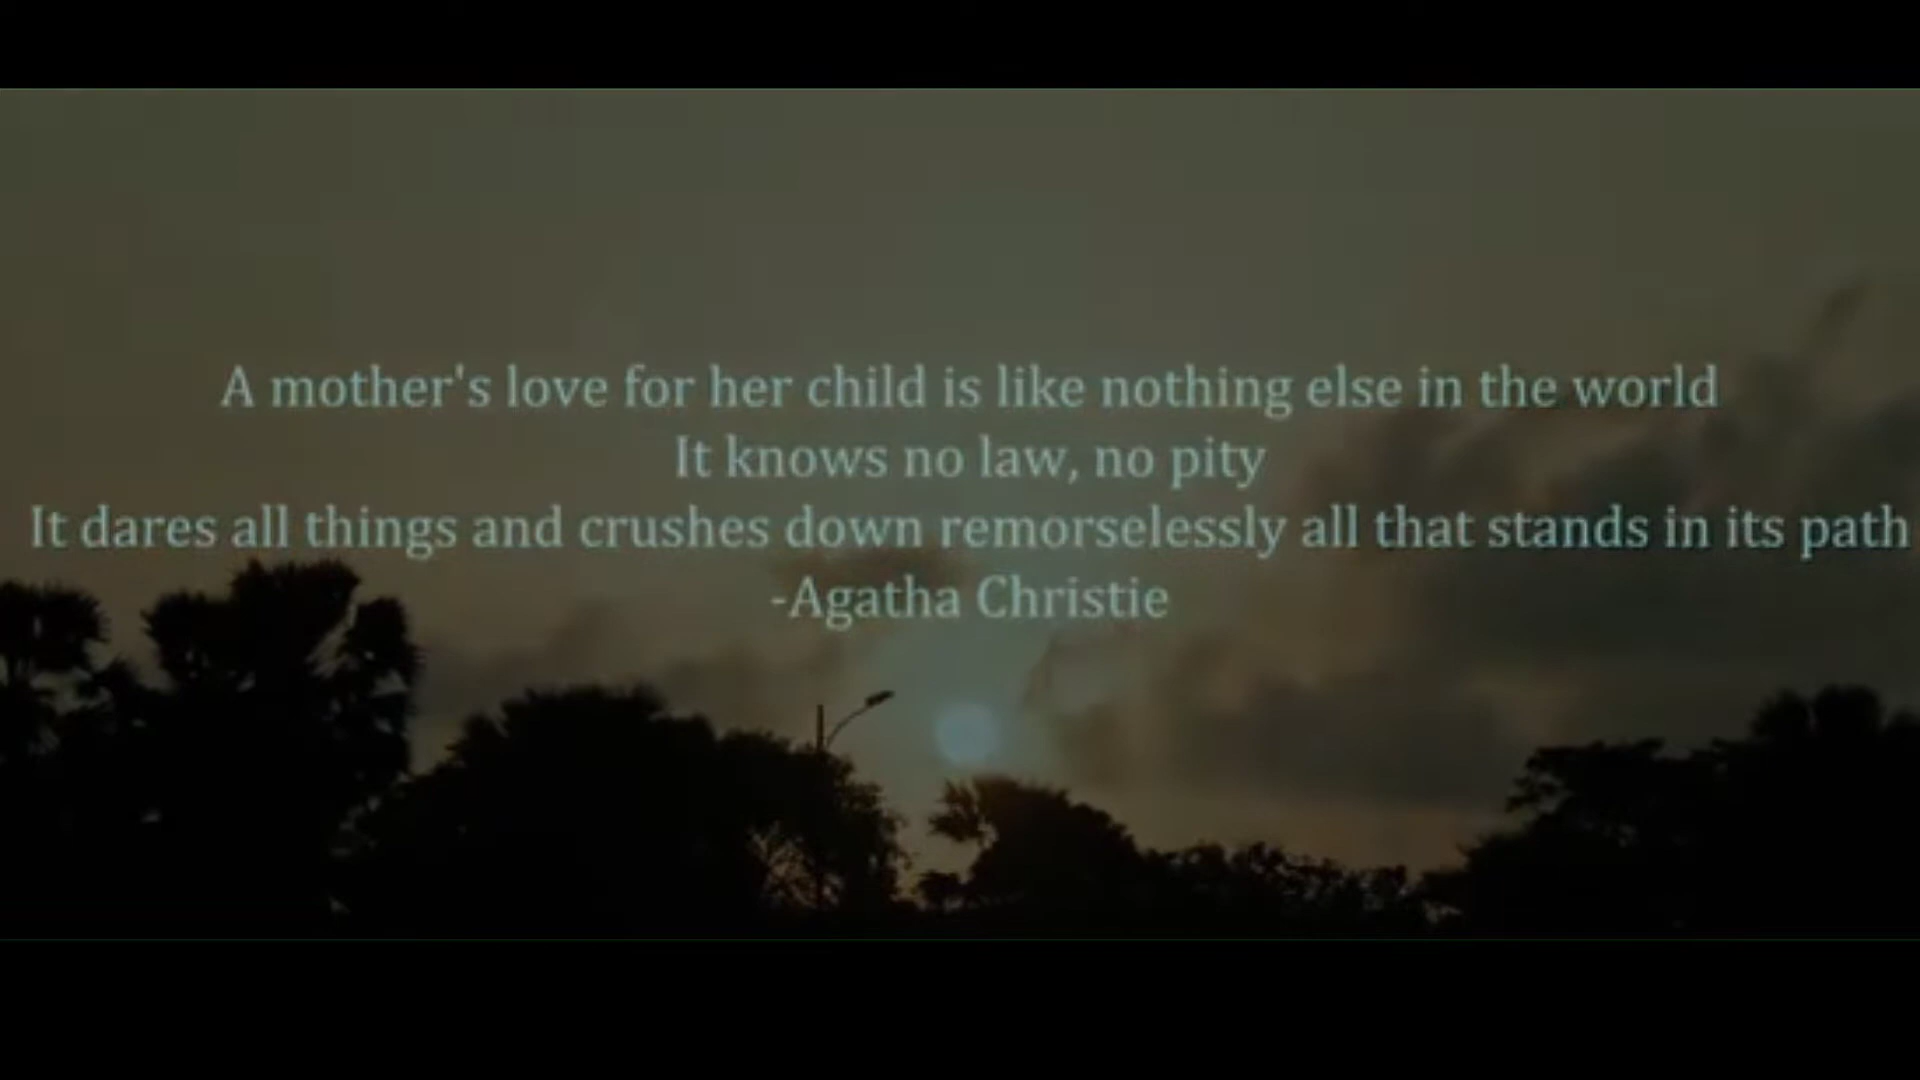 A mother's love for her child is like nothing else in the world
It knows no law, no pity
It dares all things and crushes down remorselessly all that stands in its path
-Agatha Christie